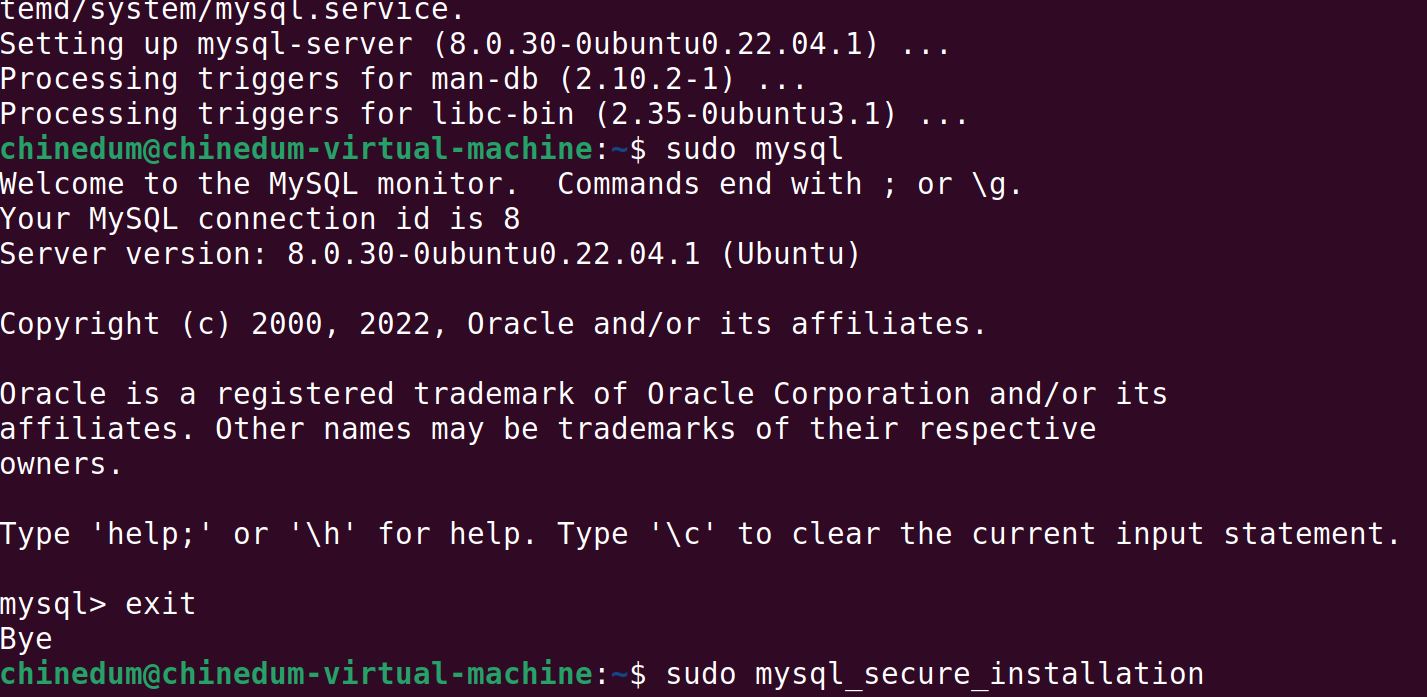 temd/system/mysql.service.
Setting up mysql-server (8.0.30-0ubuntu0.22.04.1) ...
Processing triggers for man-db (2.10.2-1) ...
Processing triggers for libc-bin (2.35-0ubuntu3.1) ...
chinedum@chinedum-virtual-machine:~$ sudo mysql
Welcome to the MySQL monitor.  Commands end with ; or \g.
Your MySQL connection id is 8
Server version: 8.0.30-0ubuntu0.22.04.1 (Ubuntu)

Copyright (c) 2000, 2022, Oracle and/or its affiliates.

Oracle is a registered trademark of Oracle Corporation and/or its
affiliates. Other names may be trademarks of their respective
owners.

Type 'help;' or '\h' for help. Type '\c' to clear the current input statement.

mysql> exit
Bye
chinedum@chinedum-virtual-machine:~$ sudo mysql_secure_installation